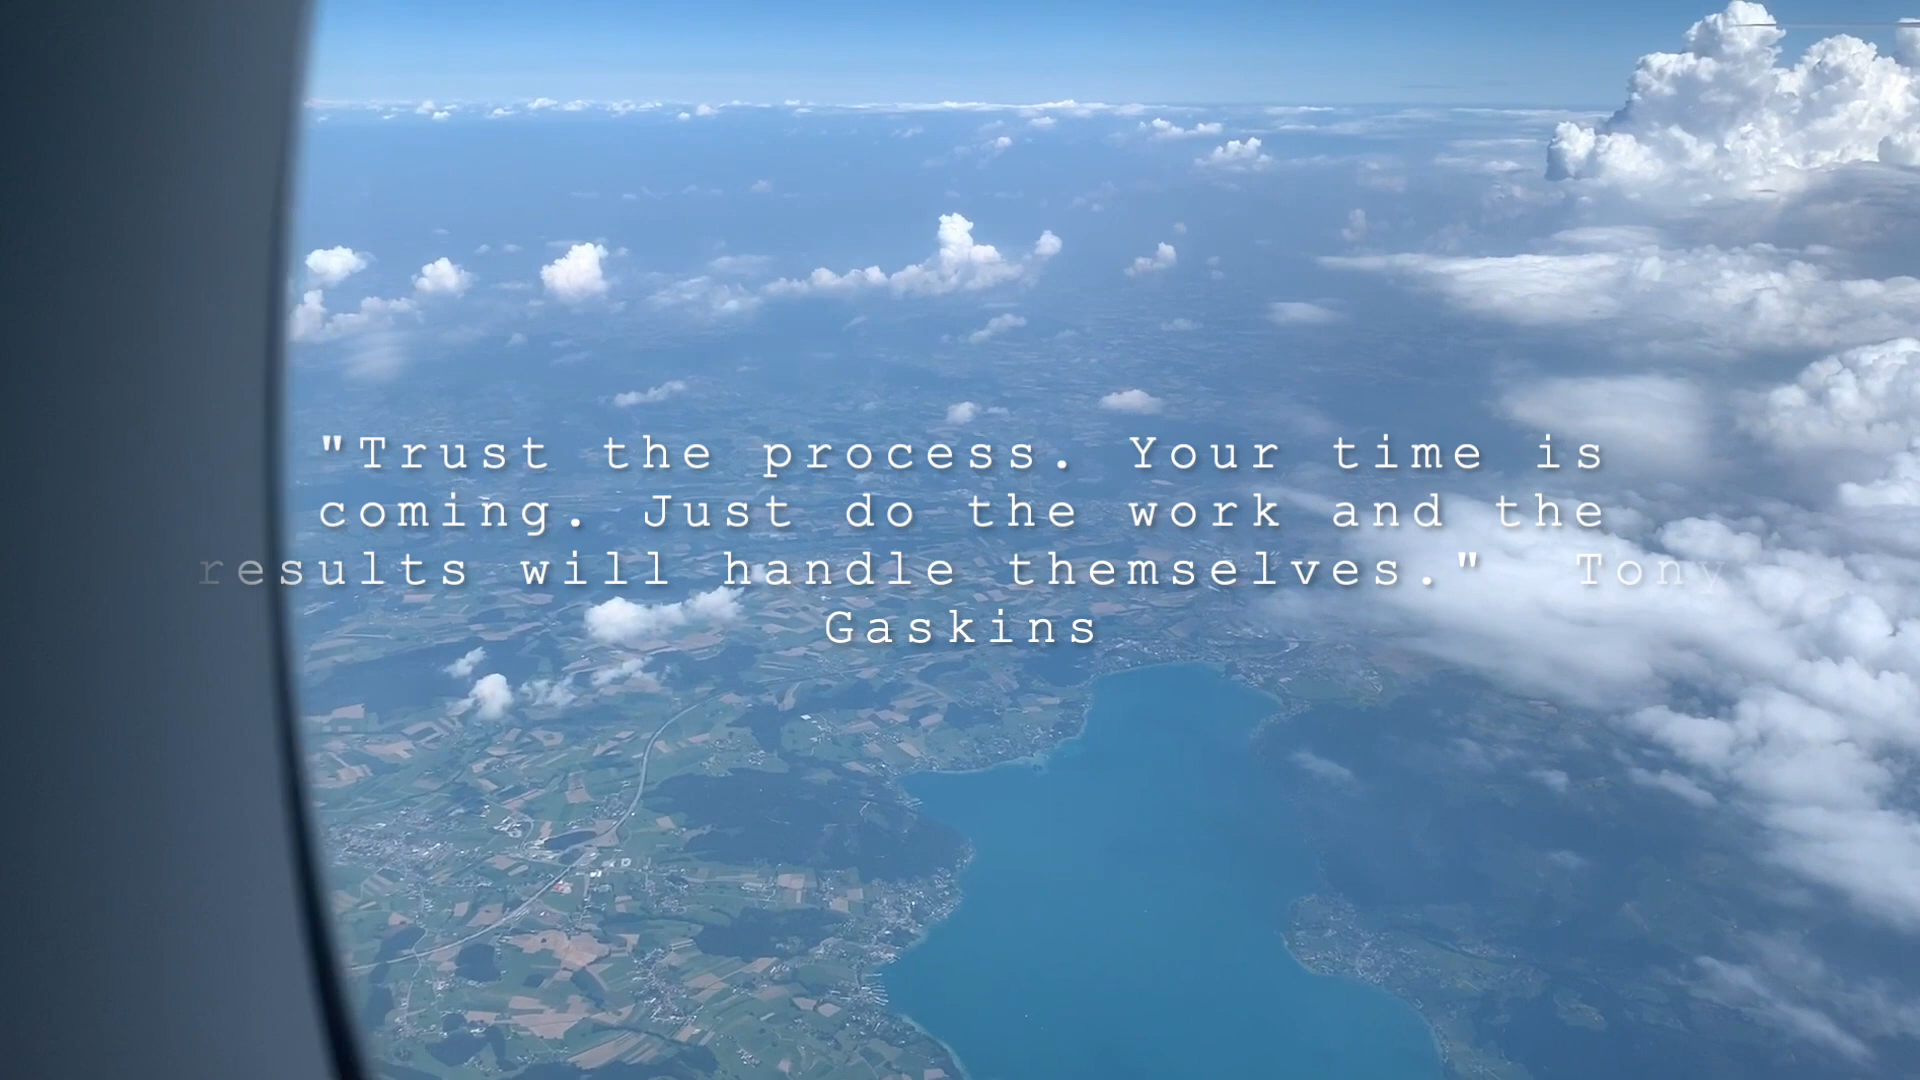 "Trust the process. Your time is
coming. Just do the work and the
results will handle themselves." Tony
Gaskins